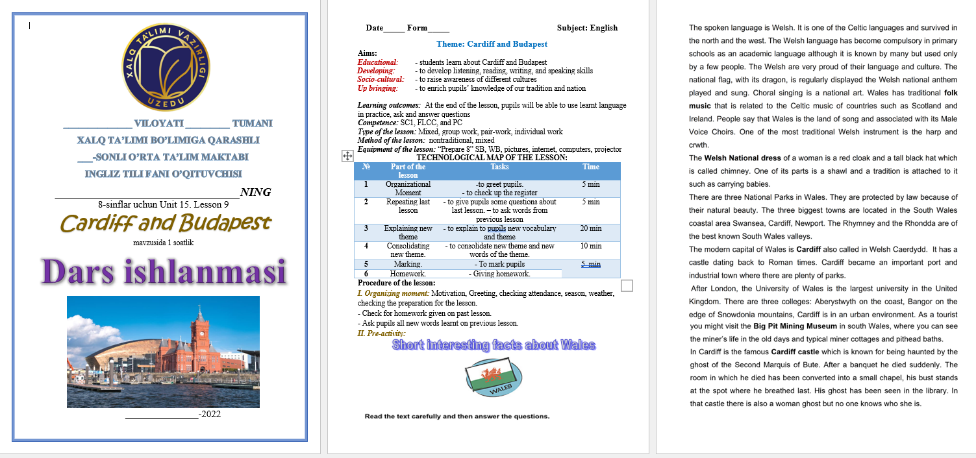 XALQ TA'LIMI VAZIRLIGI
UZEDU
____________ VILOYATI ________ TUMANI
XALQ TA'LIMI BO'LIMIGA QARASHLI
___-SONLI O'RTA TA'LIM MAKTABI
INGLIZ TILI FANI O'QITUVCHISI
____________________________NING
8-sinflar uchun Unit 15. Lesson 9
Cardiff and Budapest
mavzusida 1 soatlik
Dars ishlanmasi
________________-2022
Date_____ Form _____ Subject: English
Theme: Cardiff and Budapest
Aims:
Educational: - students learn about Cardiff and Budapest
Developing: - to develop listening, reading, writing, and speaking skills
Socio-cultural: - to raise awareness of different cultures
Up bringing: - to enrich pupils' knowledge of our tradition and nation
Learning outcomes: At the end of the lesson, pupils will be able to use learnt language
in practice, ask and answer questions
Competence: SC1, FLCC, and PC
Type of the lesson: Mixed, group work, pair-work, individual work
Method of the lesson: nontraditional, mixed
Equipment of the lesson: "Prepare 8" SB, WB, pictures, internet, computers, projector
TECHNOLOGICAL MAP OF THE LESSON:
№ Part of the lesson Tasks Time
1 Organizational Moment -to greet pupils. - to check up the register 5 min
2 Repeating last lesson - to give pupils some questions about last lesson. – to ask words from previous lesson 5 min
3 Explaining new theme - to explain to pupils new vocabulary and theme 20 min
4 Consolidating new theme. - to consolidate new theme and new words of the theme. 10 min
5 Marking. - To mark pupils 5 min
6 Homework. - Giving homework.
Procedure of the lesson:
I. Organizing moment: Motivation, Greeting, checking attendance, season, weather,
checking the preparation for the lesson.
- Check for homework given on past lesson.
- Ask pupils all new words learnt on previous lesson.
II. Pre-activity:
Short interesting facts about Wales
WALES
Read the text carefully and then answer the questions.
The spoken language is Welsh. It is one of the Celtic languages and survived in
the north and the west. The Welsh language has become compulsory in primary
schools as an academic language although it is known by many but used only
by a few people. The Welsh are very proud of their language and culture. The
national flag, with its dragon, is regularly displayed the Welsh national anthem
played and sung. Choral singing is a national art. Wales has traditional folk
music that is related to the Celtic music of countries such as Scotland and
Ireland. People say that Wales is the land of song and associated with its Male
Voice Choirs. One of the most traditional Welsh instrument is the harp and
crwth.
The Welsh National dress of a woman is a red cloak and a tall black hat which
is called chimney. One of its parts is a shawl and a tradition is attached to it
such as carrying babies.
There are three National Parks in Wales. They are protected by law because of
their natural beauty. The three biggest towns are located in the South Wales
coastal area Swansea, Cardiff, Newport. The Rhymney and the Rhondda are of
the best known South Wales valleys.
The modern capital of Wales is Cardiff also called in Welsh Caerdydd. It has a
castle dating back to Roman times. Cardiff became an important port and
industrial town where there are plenty of parks.
After London, the University of Wales is the largest university in the United
Kingdom. There are three colleges: Aberystwyth on the coast, Bangor on the
edge of Snowdonia mountains, Cardiff is in an urban environment. As a tourist
you might visit the Big Pit Mining Museum in south Wales, where you can see
the miner's life in the old days and typical miner cottages and pithead baths.
In Cardiff is the famous Cardiff castle which is known for being haunted by the
ghost of the Second Marquis of Bute. After a banquet he died suddenly. The
room in which he died has been converted into a small chapel, his bust stands
at the spot where he breathed last. His ghost has been seen in the library. In
that castle there is also a woman ghost but no one knows who she is.